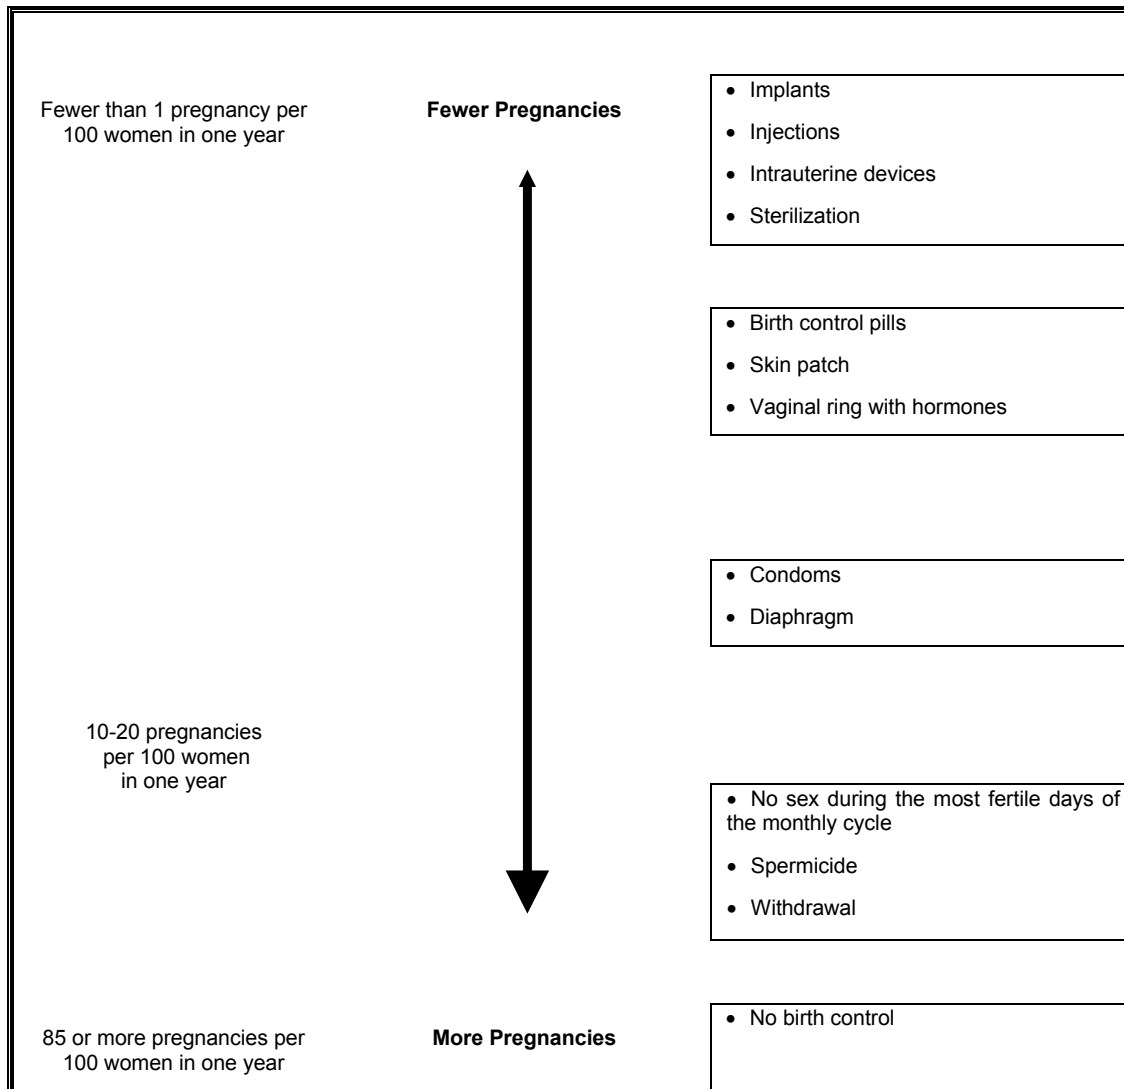 Fewer than 1 pregnancy per
100 women in one year
Fewer Pregnancies
• Implants
• Injections
• Intrauterine devices
• Sterilization
• Birth control pills
• Skin patch
• Vaginal ring with hormones
• Condoms
• Diaphragm
10-20 pregnancies
per 100 women
in one year
• No sex during the most fertile days of
the monthly cycle
• Spermicide
• Withdrawal
85 or more pregnancies per
100 women in one year
More Pregnancies
• No birth control